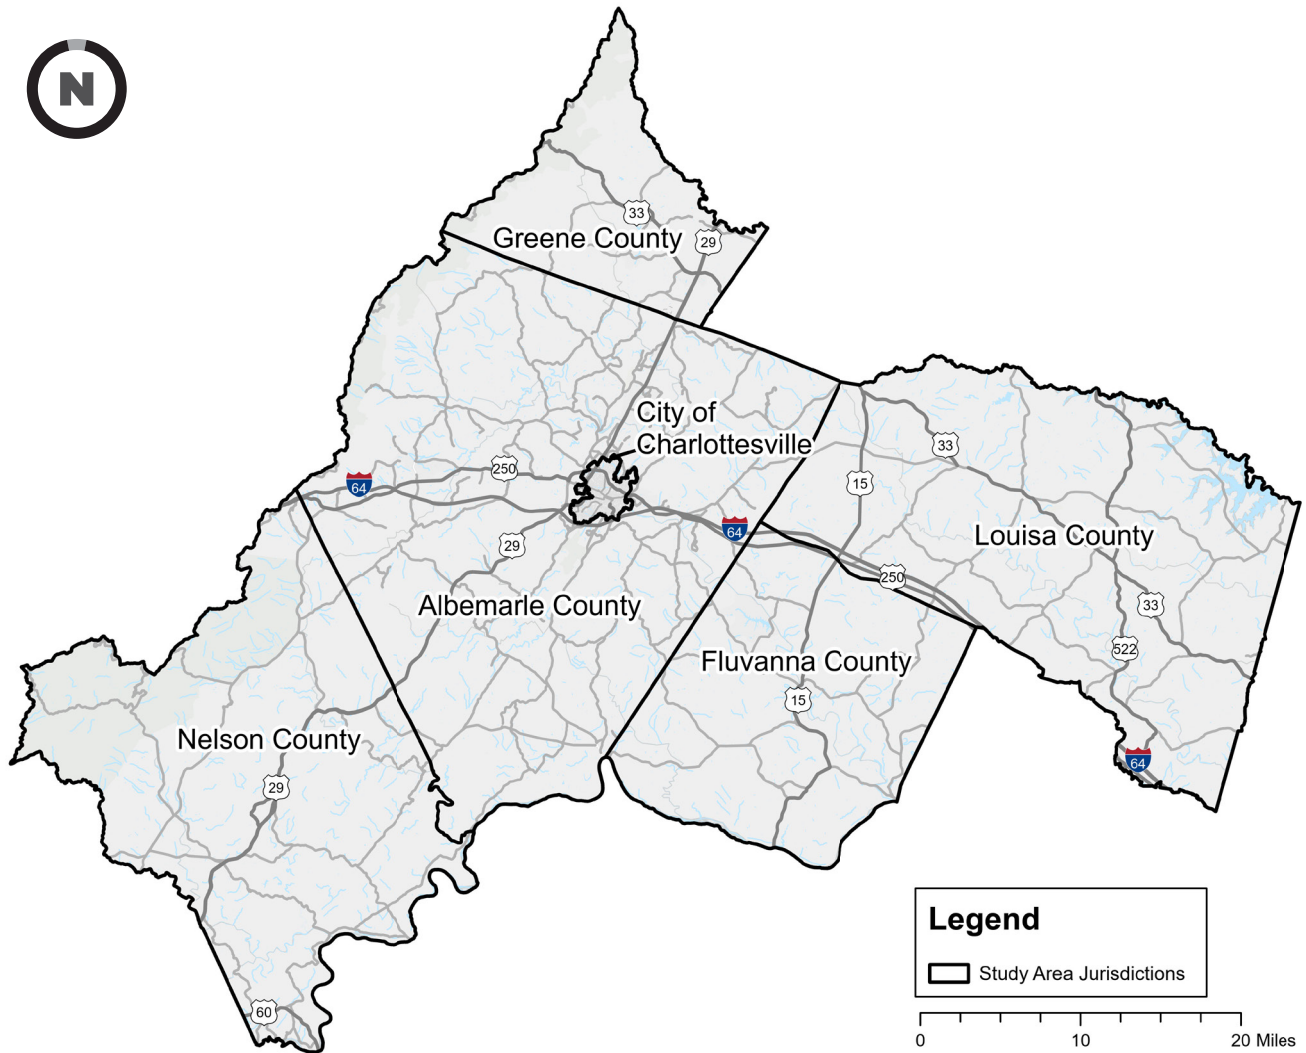 N
33
Greene County
29
City of
Charlottesville
33
250
64
15
64
Louisa County
29
250
Albemarle County
33
522
Fluvanna County
15
Nelson County
64
29
60
Legend
Study Area Jurisdictions
0
10
20 Miles